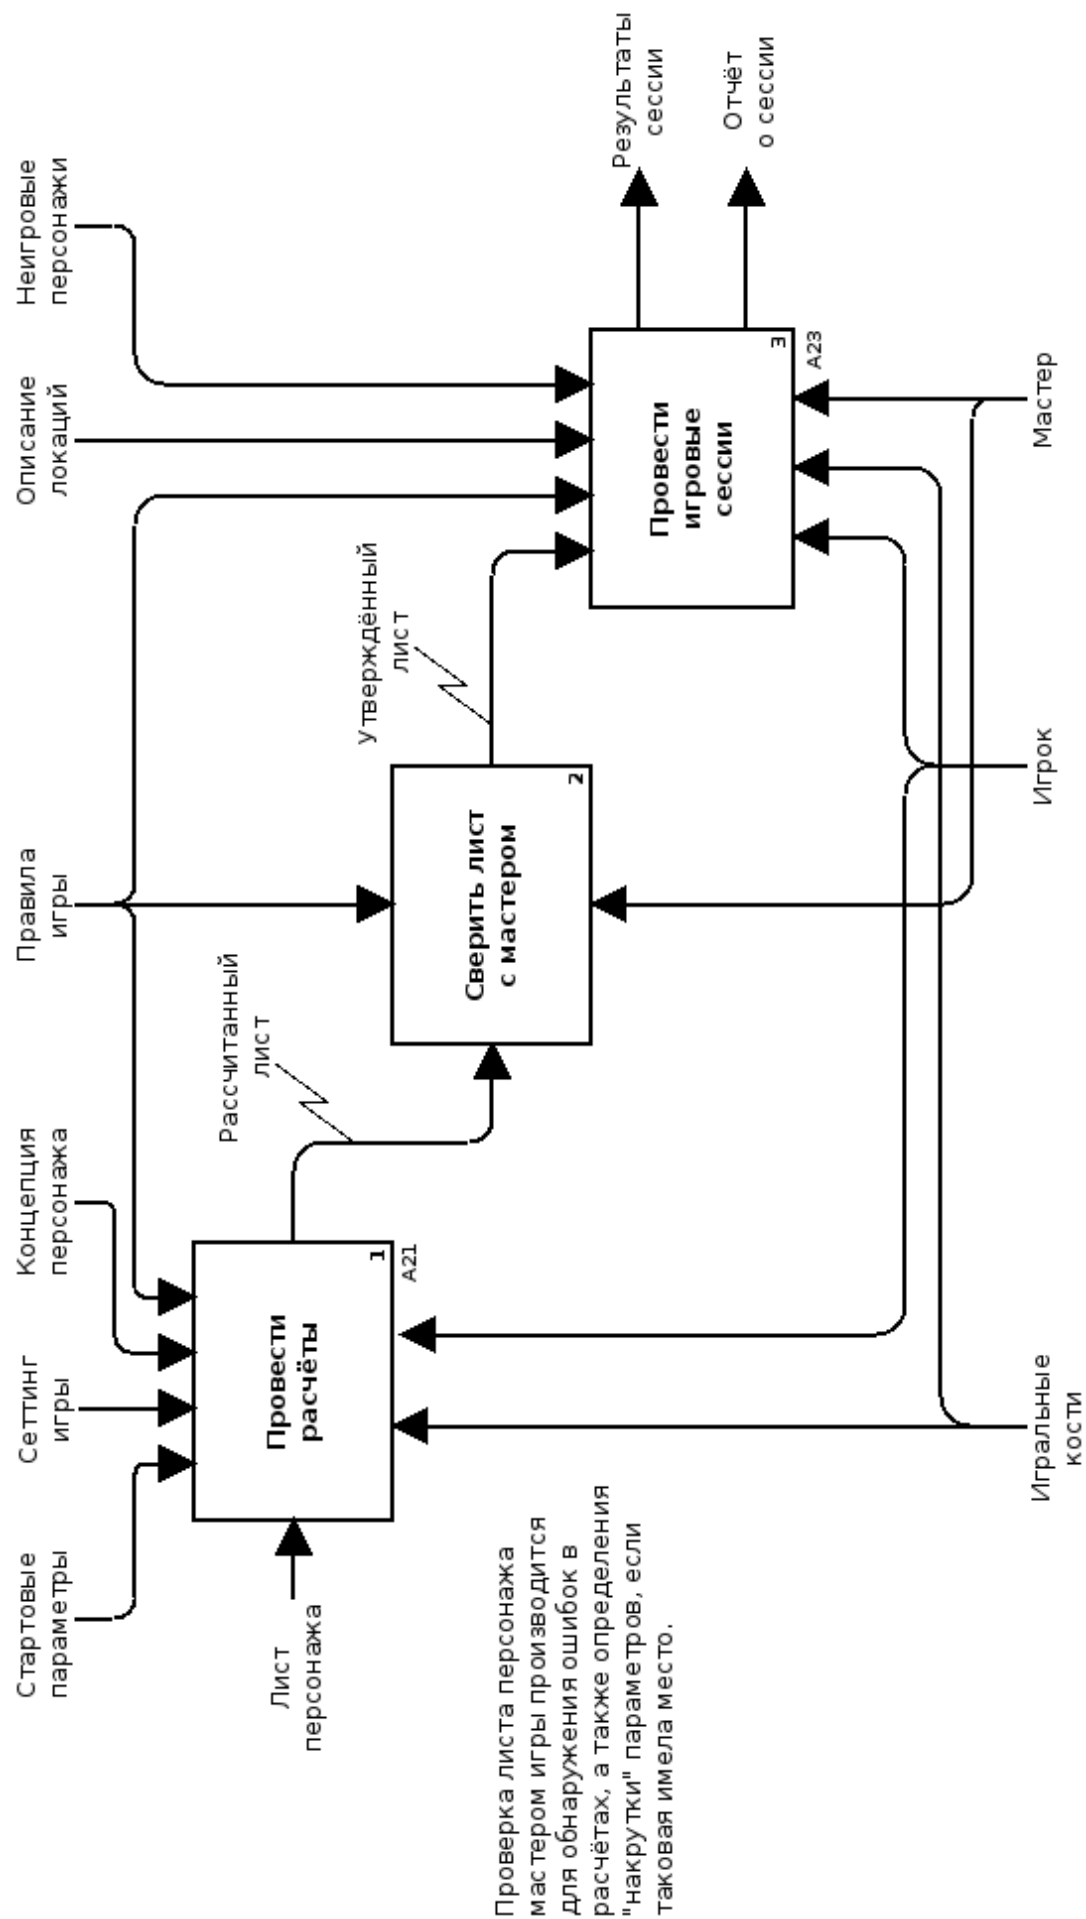 Стартовые
параметры
Сеттинг
игры
Концепция
персонажа
Правила
игры
Описание
локаций
Неигровые
персонажи
Лист
персонажа
Провести
расчёты
1
A21
Рассчитанный
лист
Сверить лист
с мастером
2
Утверждённый
лист
Провести
игровые
сессии
3
A23
Результаты
сессии
Отчёт
о сессии
Проверка листа персонажа
мастером игры производится
для обнаружения ошибок в
расчётах, а также определения
"накрутки" параметров, если
таковая имела место.
Игральные
кости
Игрок
Мастер